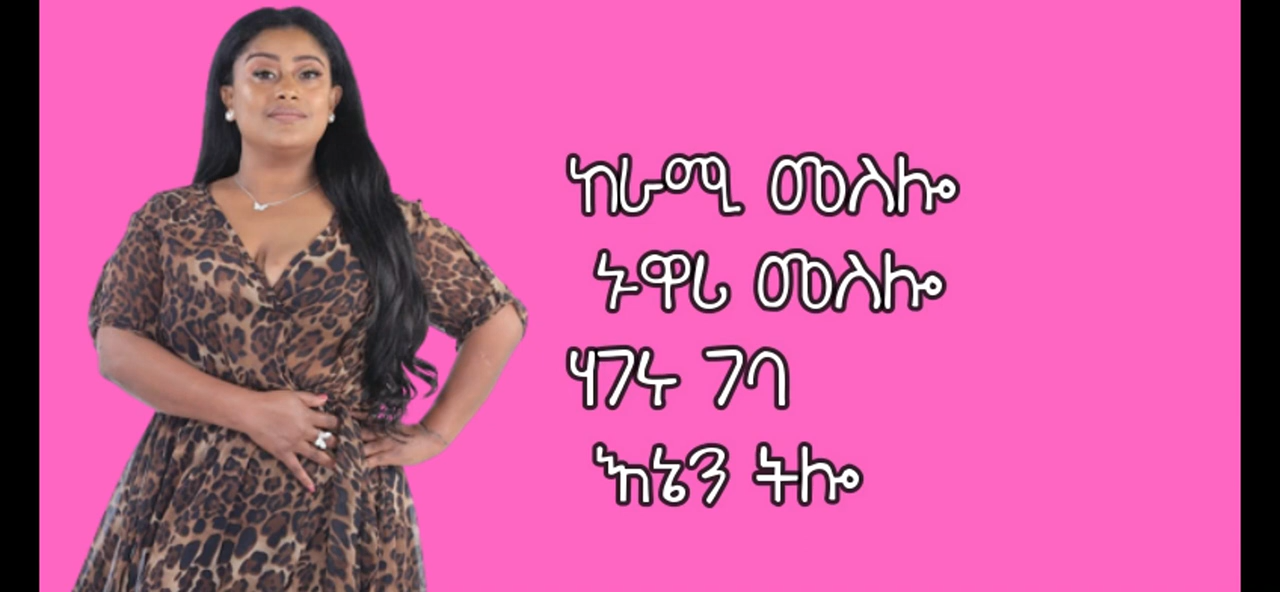 ከራሚ መስሎ
ኑዋሪ መስሎ
ሃገሩ ገባ
እኔን ትሎ